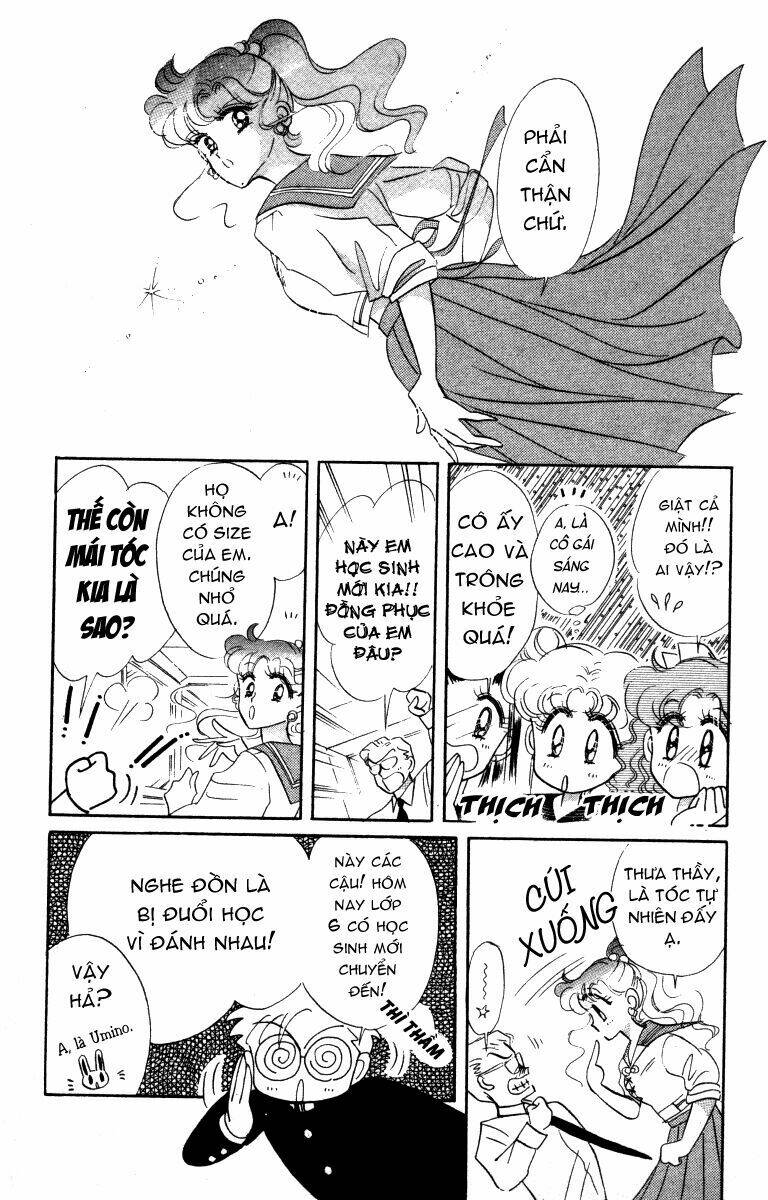 PHẢI
CẨN
THẬN
CHỨ.
GIẬT CẢ
MÌNH!!
ĐÓ LÀ
AI VẬY!?
A, LÀ
CÔ GÁI
SÁNG
NAY...
CÔ ẤY
CAO VÀ
TRÔNG
KHỎE
QUÁ!
THỊCH THỊCH
NÀY EM
HỌC SINH
MỚI KIA!!
ĐỒNG PHỤC
CỦA EM
ĐÂU?
A!
HỌ
KHÔNG
CÓ SIZE
CỦA EM.
CHÚNG
NHỎ
QUÁ.
THẾ CÒN
MÁI TÓC
KIA LÀ
SAO?
THƯA THẦY,
LÀ TÓC TỰ
NHIÊN ĐẤY
Ạ.
CÚI
XUỐNG
NÀY CÁC
CẬU! HÔM
NAY LỚP
6 CÓ HỌC
SINH MỚI
CHUYỂN
ĐẾN!
THÌ THẦM
NGHE ĐỒN LÀ
BỊ ĐUỔI HỌC
VÌ ĐÁNH NHAU!
VẬY
HẢ?
A, là Umino.